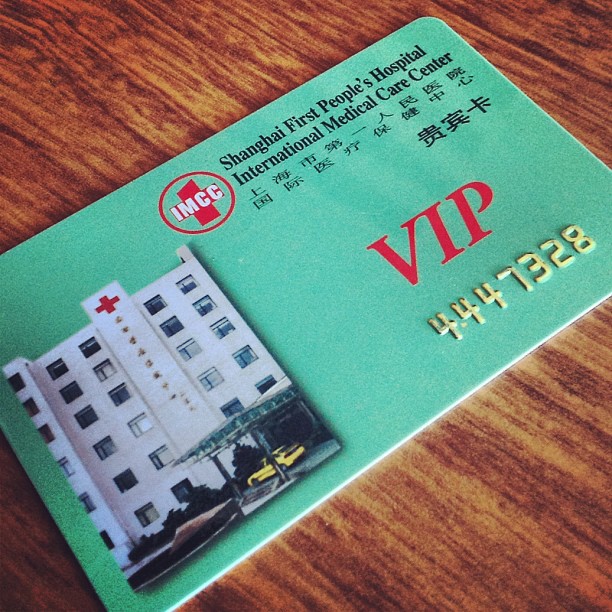 Shanghai First People's Hospital
International Medical Care Center
上海市第一人民医院
国际医疗保健中心
贵宾卡
IMCC
VIP
4447328